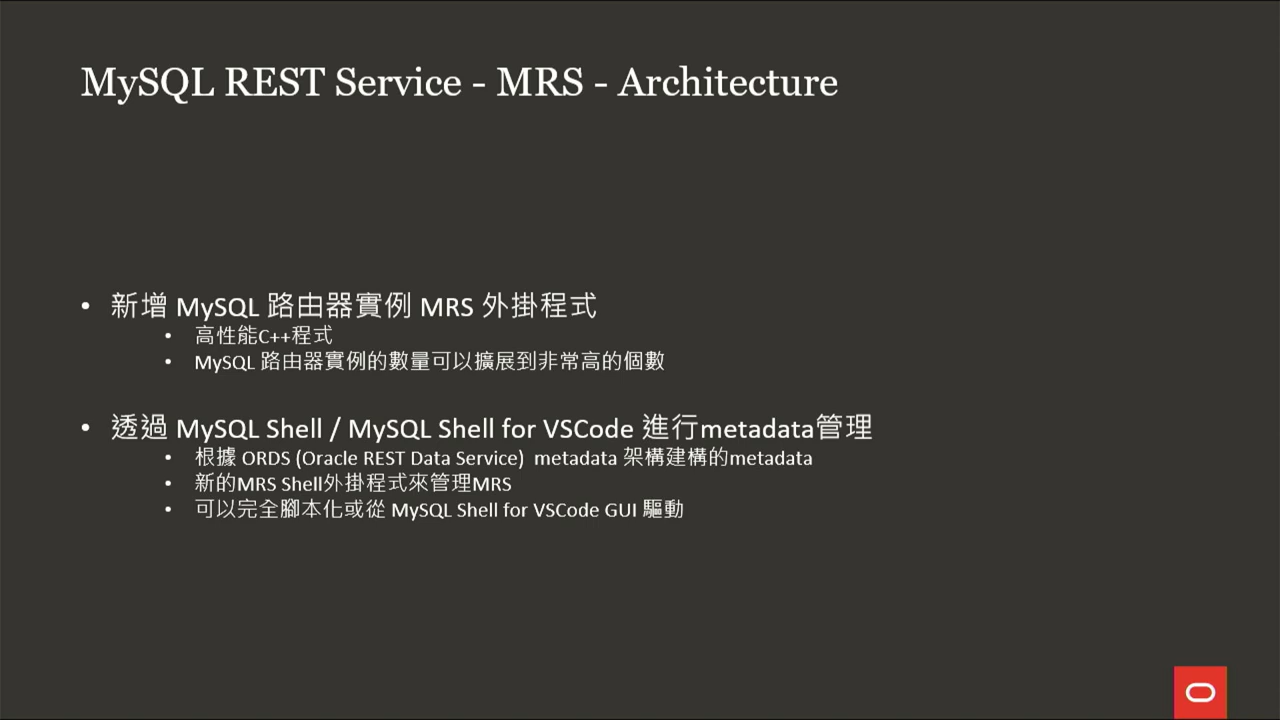 MySQL REST Service - MRS - Architecture
• 新增 MySQL 路由器實例 MRS 外掛程式
• 高性能C++程式
• MySQL 路由器實例的數量可以擴展到非常高的個數
• 透過 MySQL Shell / MySQL Shell for VSCode 進行metadata管理
• 根據 ORDS (Oracle REST Data Service) metadata 架構建構的metadata
• 新的MRS Shell外掛程式來管理MRS
• 可以完全腳本化或從 MySQL Shell for VSCode GUI 驅動